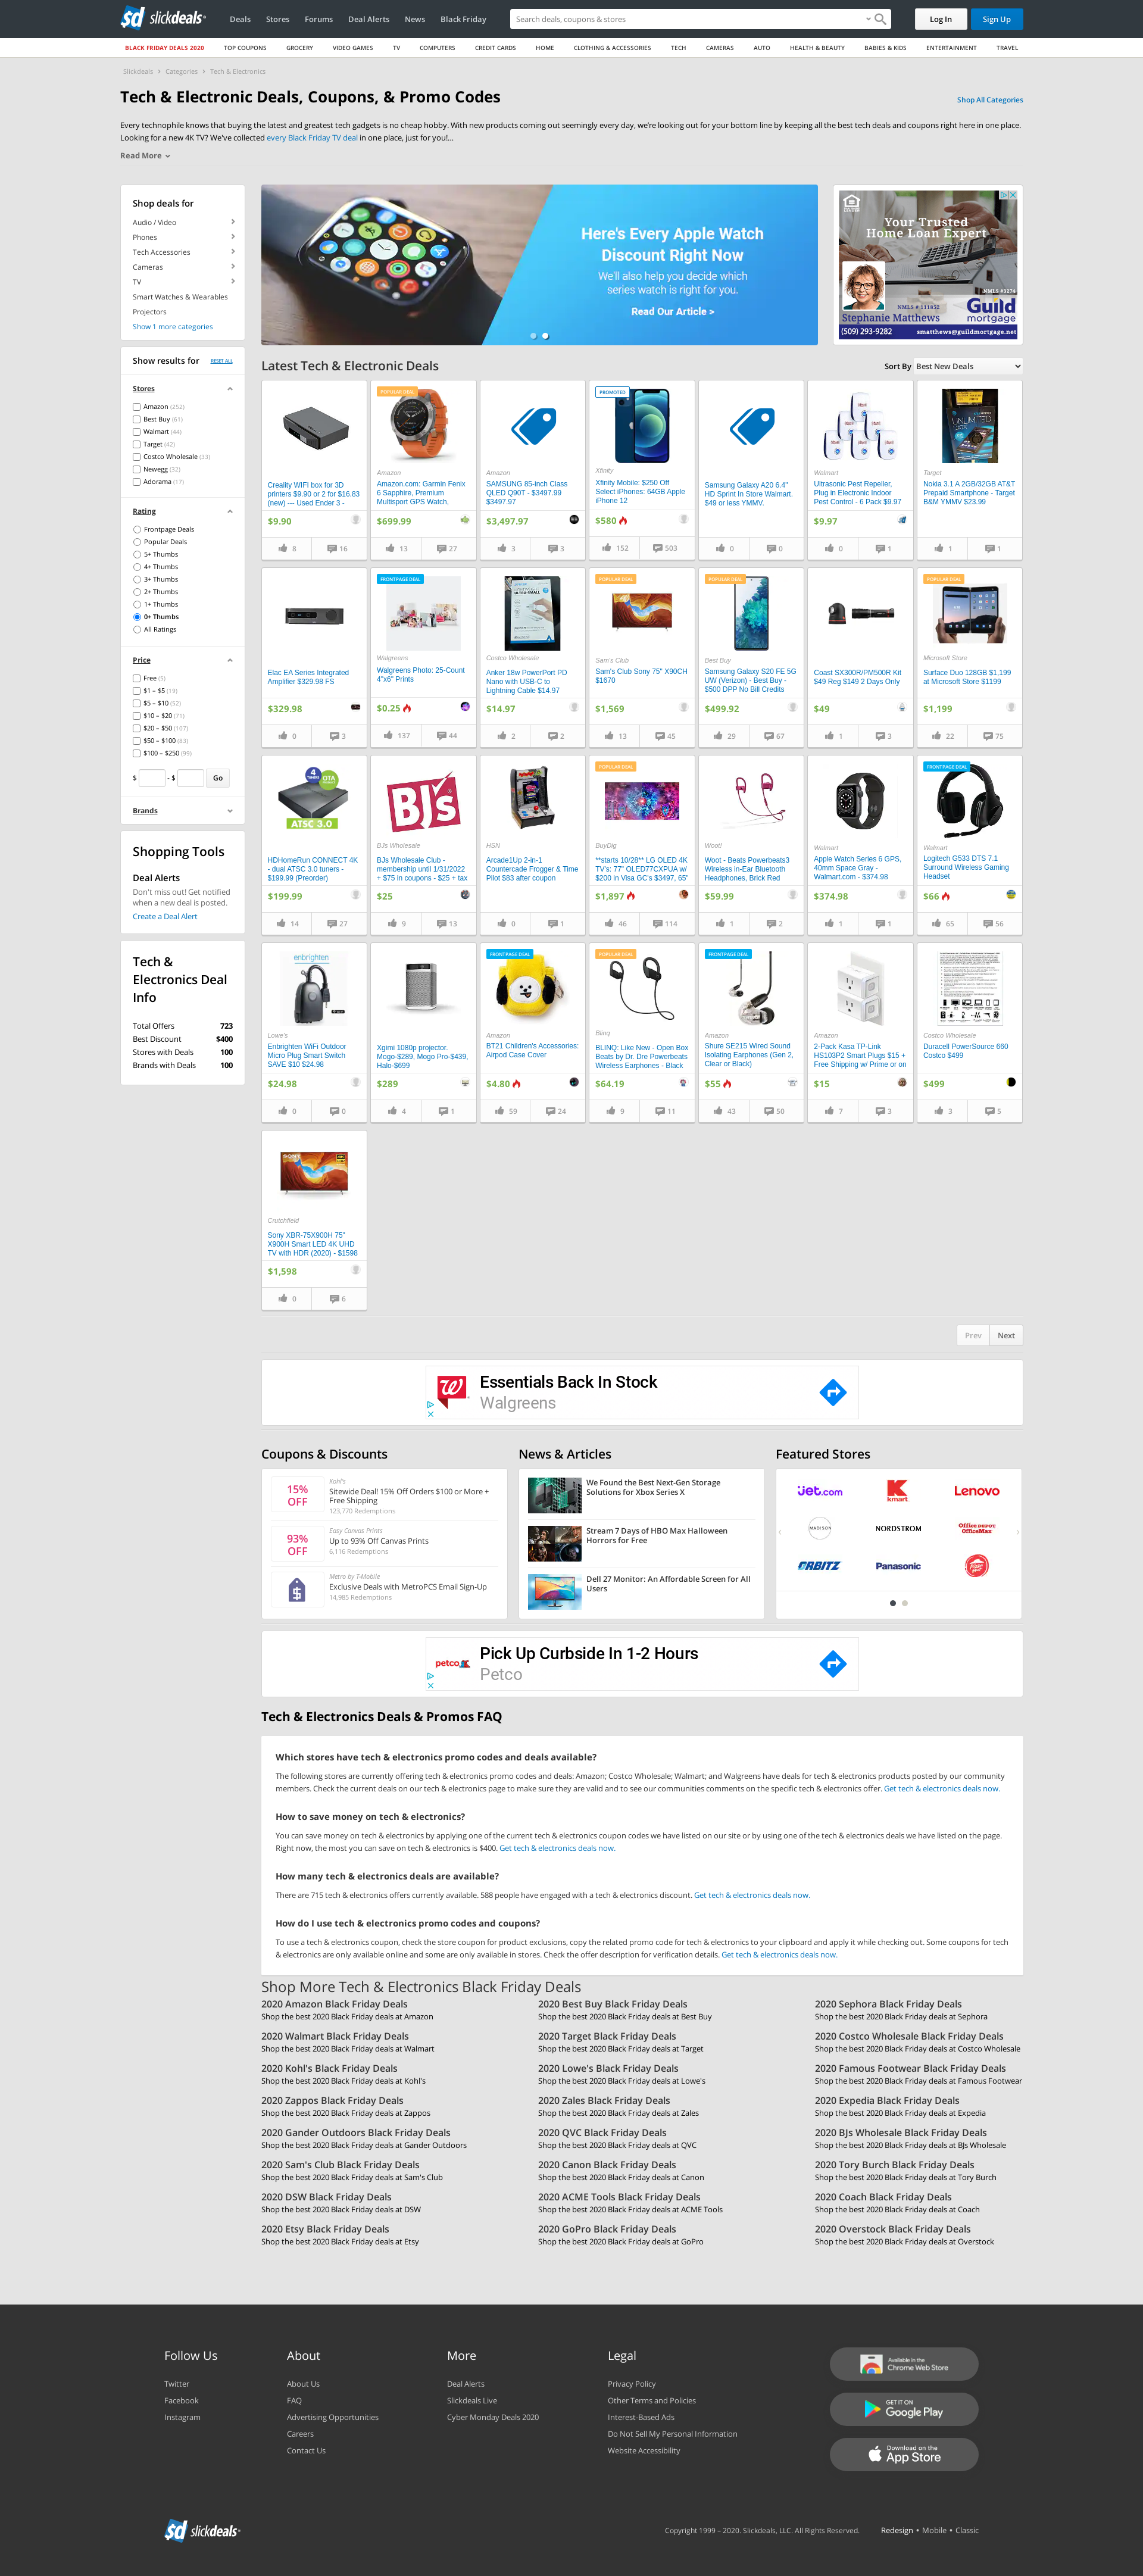 slickdeals
Deals
Stores
Forums
Deal Alerts
News
Black Friday
Search deals, coupons & stores
Log In
Sign Up
BLACK FRIDAY DEALS 2020
TOP COUPONS
GROCERY
VIDEO GAMES
TV
COMPUTERS
CREDIT CARDS
HOME
CLOTHING & ACCESSORIES
TECH
CAMERAS
AUTO
HEALTH & BEAUTY
BABIES & KIDS
ENTERTAINMENT
TRAVEL
Slickdeals › Categories › Tech & Electronics
Tech & Electronic Deals, Coupons, & Promo Codes
Shop All Categories
Every technophile knows that buying the latest and greatest tech gadgets is no cheap hobby. With new products coming out seemingly every day, we're looking out for your bottom line by keeping all the best tech deals and coupons right here in one place.
Looking for a new 4K TV? We've collected every Black Friday TV deal in one place, just for you!...
Read More
Shop deals for
Audio / Video
Phones
Tech Accessories
Cameras
TV
Smart Watches & Wearables
Projectors
Show 1 more categories
Show results for
RESET ALL
Stores
Amazon (252)
Best Buy (61)
Walmart (44)
Target (42)
Costco Wholesale (33)
Newegg (32)
Adorama (17)
Rating
Frontpage Deals
Popular Deals
5+ Thumbs
4+ Thumbs
3+ Thumbs
2+ Thumbs
1+ Thumbs
0+ Thumbs
All Ratings
Price
Free (5)
$1 – $5 (19)
$5 – $10 (52)
$10 – $20 (71)
$20 – $50 (107)
$50 – $100 (83)
$100 – $250 (99)
$ - $ Go
Brands
Shopping Tools
Deal Alerts
Don't miss out! Get notified
when a new deal is posted.
Create a Deal Alert
Tech &
Electronics Deal
Info
Total Offers 723
Best Discount $400
Stores with Deals 100
Brands with Deals 100
Here's Every Apple Watch
Discount Right Now
We'll also help you decide which
series watch is right for you.
Read Our Article >
Your Trusted
Home Loan Expert
NMLS #3274
NMLS # 111832
Guild
mortgage
Stephanie Matthews
(509) 293-9282
smatthews@guildmortgage.net
Latest Tech & Electronic Deals
Sort By Best New Deals
Creality WIFI box for 3D
printers $9.90 or 2 for $16.83
(new) --- Used Ender 3 -
$9.90
8
16
POPULAR DEAL
Amazon
Amazon.com: Garmin Fenix
6 Sapphire, Premium
Multisport GPS Watch,
$699.99
13
27
Amazon
SAMSUNG 85-inch Class
QLED Q90T - $3497.99
$3497.97
$3,497.97
3
3
PROMOTED
Xfinity
Xfinity Mobile: $250 Off
Select iPhones: 64GB Apple
iPhone 12
$580
152
503
Samsung Galaxy A20 6.4"
HD Sprint In Store Walmart.
$49 or less YMMV.
0
0
Walmart
Ultrasonic Pest Repeller,
Plug in Electronic Indoor
Pest Control - 6 Pack $9.97
$9.97
0
1
UNLIMITED
Target
Nokia 3.1 A 2GB/32GB AT&T
Prepaid Smartphone - Target
B&M YMMV $23.99
1
1
Elac EA Series Integrated
Amplifier $329.98 FS
$329.98
0
3
FRONTPAGE DEAL
Walgreens
Walgreens Photo: 25-Count
4"x6" Prints
$0.25
137
44
ULTRA-SMALL
Costco Wholesale
Anker 18w PowerPort PD
Nano with USB-C to
Lightning Cable $14.97
$14.97
2
2
POPULAR DEAL
Sam's Club
Sam's Club Sony 75" X90CH
$1670
$1,569
13
45
POPULAR DEAL
Best Buy
Samsung Galaxy S20 FE 5G
UW (Verizon) - Best Buy -
$500 DPP No Bill Credits
$499.92
29
67
Coast SX300R/PM500R Kit
$49 Reg $149 2 Days Only
$49
1
3
POPULAR DEAL
Microsoft Store
Surface Duo 128GB $1,199
at Microsoft Store $1199
$1,199
22
75
4 TUNERS
OTA
ATSC 3.0
HDHomeRun CONNECT 4K
- dual ATSC 3.0 tuners -
$199.99 (Preorder)
$199.99
14
27
BJ's
BJs Wholesale
BJs Wholesale Club -
membership until 1/31/2022
+ $75 in coupons - $25 + tax
$25
9
13
HSN
Arcade1Up 2-in-1
Countercade Frogger & Time
Pilot $83 after coupon
0
1
POPULAR DEAL
BuyDig
**starts 10/28** LG OLED 4K
TV's: 77" OLED77CXPUA w/
$200 in Visa GC's $3497, 65"
$1,897
46
114
Woot!
Woot - Beats Powerbeats3
Wireless in-Ear Bluetooth
Headphones, Brick Red
$59.99
1
2
Walmart
Apple Watch Series 6 GPS,
40mm Space Gray -
Walmart.com - $374.98
$374.98
1
1
FRONTPAGE DEAL
Walmart
Logitech G533 DTS 7.1
Surround Wireless Gaming
Headset
$66
65
56
enbrighten
Lowe's
Enbrighten WiFi Outdoor
Micro Plug Smart Switch
SAVE $10 $24.98
$24.98
0
0
Xgimi 1080p projector.
Mogo-$289, Mogo Pro-$439,
Halo-$699
$289
4
1
FRONTPAGE DEAL
Amazon
BT21 Children's Accessories:
Airpod Case Cover
$4.80
59
24
POPULAR DEAL
Blinq
BLINQ: Like New - Open Box
Beats by Dr. Dre Powerbeats
Wireless Earphones - Black
$64.19
9
11
FRONTPAGE DEAL
Amazon
Shure SE215 Wired Sound
Isolating Earphones (Gen 2,
Clear or Black)
$55
43
50
Amazon
2-Pack Kasa TP-Link
HS103P2 Smart Plugs $15 +
Free Shipping w/ Prime or on
$15
7
3
Costco Wholesale
Duracell PowerSource 660
Costco $499
$499
3
5
SONY
Crutchfield
Sony XBR-75X900H 75"
X900H Smart LED 4K UHD
TV with HDR (2020) - $1598
$1,598
0
6
Prev
Next
Essentials Back In Stock
Walgreens
Coupons & Discounts
15%
OFF
Kohl's
Sitewide Deal! 15% Off Orders $100 or More +
Free Shipping
123,770 Redemptions
93%
OFF
Easy Canvas Prints
Up to 93% Off Canvas Prints
6,116 Redemptions
Metro by T-Mobile
Exclusive Deals with MetroPCS Email Sign-Up
14,985 Redemptions
News & Articles
We Found the Best Next-Gen Storage
Solutions for Xbox Series X
Stream 7 Days of HBO Max Halloween
Horrors for Free
Dell 27 Monitor: An Affordable Screen for All
Users
Featured Stores
Jet.com
kmart
Lenovo
MADISON
NORDSTROM
Office DEPOT
OfficeMax
ORBITZ
Panasonic
petco
Pick Up Curbside In 1-2 Hours
Petco
Tech & Electronics Deals & Promos FAQ
Which stores have tech & electronics promo codes and deals available?
The following stores are currently offering tech & electronics promo codes and deals: Amazon; Costco Wholesale; Walmart; and Walgreens have deals for tech & electronics products posted by our community
members. Check the current deals on our tech & electronics page to make sure they are valid and to see our communities comments on the specific tech & electronics offer. Get tech & electronics deals now.
How to save money on tech & electronics?
You can save money on tech & electronics by applying one of the current tech & electronics coupon codes we have listed on our site or by using one of the tech & electronics deals we have listed on the page.
Right now, the most you can save on tech & electronics is $400. Get tech & electronics deals now.
How many tech & electronics deals are available?
There are 715 tech & electronics offers currently available. 588 people have engaged with a tech & electronics discount. Get tech & electronics deals now.
How do I use tech & electronics promo codes and coupons?
To use a tech & electronics coupon, check the store coupon for product exclusions, copy the related promo code for tech & electronics to your clipboard and apply it while checking out. Some coupons for tech
& electronics are only available online and some are only available in stores. Check the offer description for verification details. Get tech & electronics deals now.
Shop More Tech & Electronics Black Friday Deals
2020 Amazon Black Friday Deals
Shop the best 2020 Black Friday deals at Amazon
2020 Best Buy Black Friday Deals
Shop the best 2020 Black Friday deals at Best Buy
2020 Sephora Black Friday Deals
Shop the best 2020 Black Friday deals at Sephora
2020 Walmart Black Friday Deals
Shop the best 2020 Black Friday deals at Walmart
2020 Target Black Friday Deals
Shop the best 2020 Black Friday deals at Target
2020 Costco Wholesale Black Friday Deals
Shop the best 2020 Black Friday deals at Costco Wholesale
2020 Kohl's Black Friday Deals
Shop the best 2020 Black Friday deals at Kohl's
2020 Lowe's Black Friday Deals
Shop the best 2020 Black Friday deals at Lowe's
2020 Famous Footwear Black Friday Deals
Shop the best 2020 Black Friday deals at Famous Footwear
2020 Zappos Black Friday Deals
Shop the best 2020 Black Friday deals at Zappos
2020 Zales Black Friday Deals
Shop the best 2020 Black Friday deals at Zales
2020 Expedia Black Friday Deals
Shop the best 2020 Black Friday deals at Expedia
2020 Gander Outdoors Black Friday Deals
Shop the best 2020 Black Friday deals at Gander Outdoors
2020 QVC Black Friday Deals
Shop the best 2020 Black Friday deals at QVC
2020 BJs Wholesale Black Friday Deals
Shop the best 2020 Black Friday deals at BJs Wholesale
2020 Sam's Club Black Friday Deals
Shop the best 2020 Black Friday deals at Sam's Club
2020 Canon Black Friday Deals
Shop the best 2020 Black Friday deals at Canon
2020 Tory Burch Black Friday Deals
Shop the best 2020 Black Friday deals at Tory Burch
2020 DSW Black Friday Deals
Shop the best 2020 Black Friday deals at DSW
2020 ACME Tools Black Friday Deals
Shop the best 2020 Black Friday deals at ACME Tools
2020 Coach Black Friday Deals
Shop the best 2020 Black Friday deals at Coach
2020 Etsy Black Friday Deals
Shop the best 2020 Black Friday deals at Etsy
2020 GoPro Black Friday Deals
Shop the best 2020 Black Friday deals at GoPro
2020 Overstock Black Friday Deals
Shop the best 2020 Black Friday deals at Overstock
Follow Us
Twitter
Facebook
Instagram
About
About Us
FAQ
Advertising Opportunities
Careers
Contact Us
More
Deal Alerts
Slickdeals Live
Cyber Monday Deals 2020
Legal
Privacy Policy
Other Terms and Policies
Interest-Based Ads
Do Not Sell My Personal Information
Website Accessibility
Available in the
Chrome Web Store
GET IT ON
Google Play
Download on the
App Store
slickdeals
Copyright 1999 – 2020. Slickdeals, LLC. All Rights Reserved.
Redesign • Mobile • Classic